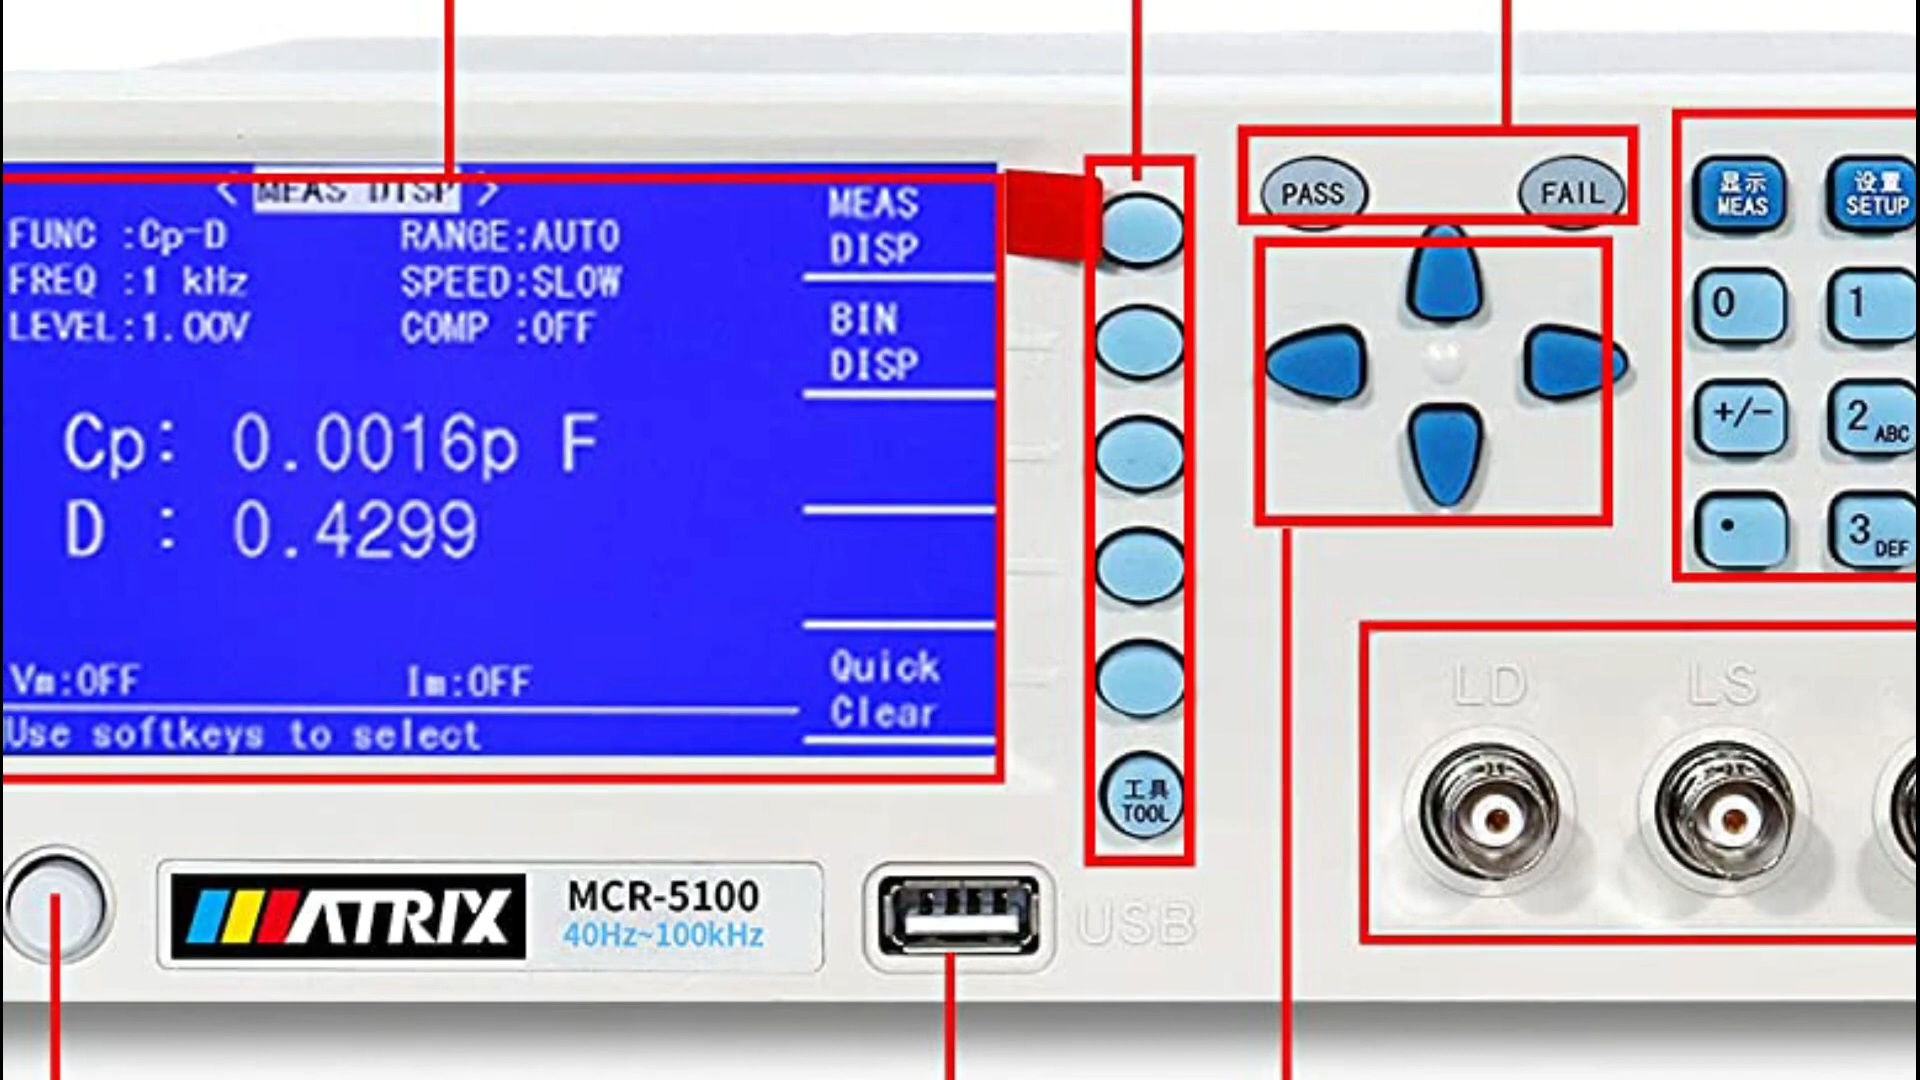 < MEAS DISP >
FUNC :Cp-D
RANGE:AUTO
FREQ :1 kHz
SPEED:SLOW
LEVEL:1.00V
COMP :OFF
Cp: 0.0016p F
D : 0.4299
Vm:OFF
Im:OFF
Use softkeys to select
MEAS
DISP
BIN
DISP
Quick
Clear
工具
TOOL
PASS
FAIL
显示
MEAS
设置
SETUP
0
1
+/-
2 ABC
•
3 DEF
LD
LS
MATRIX
MCR-5100
40Hz~100kHz
USB